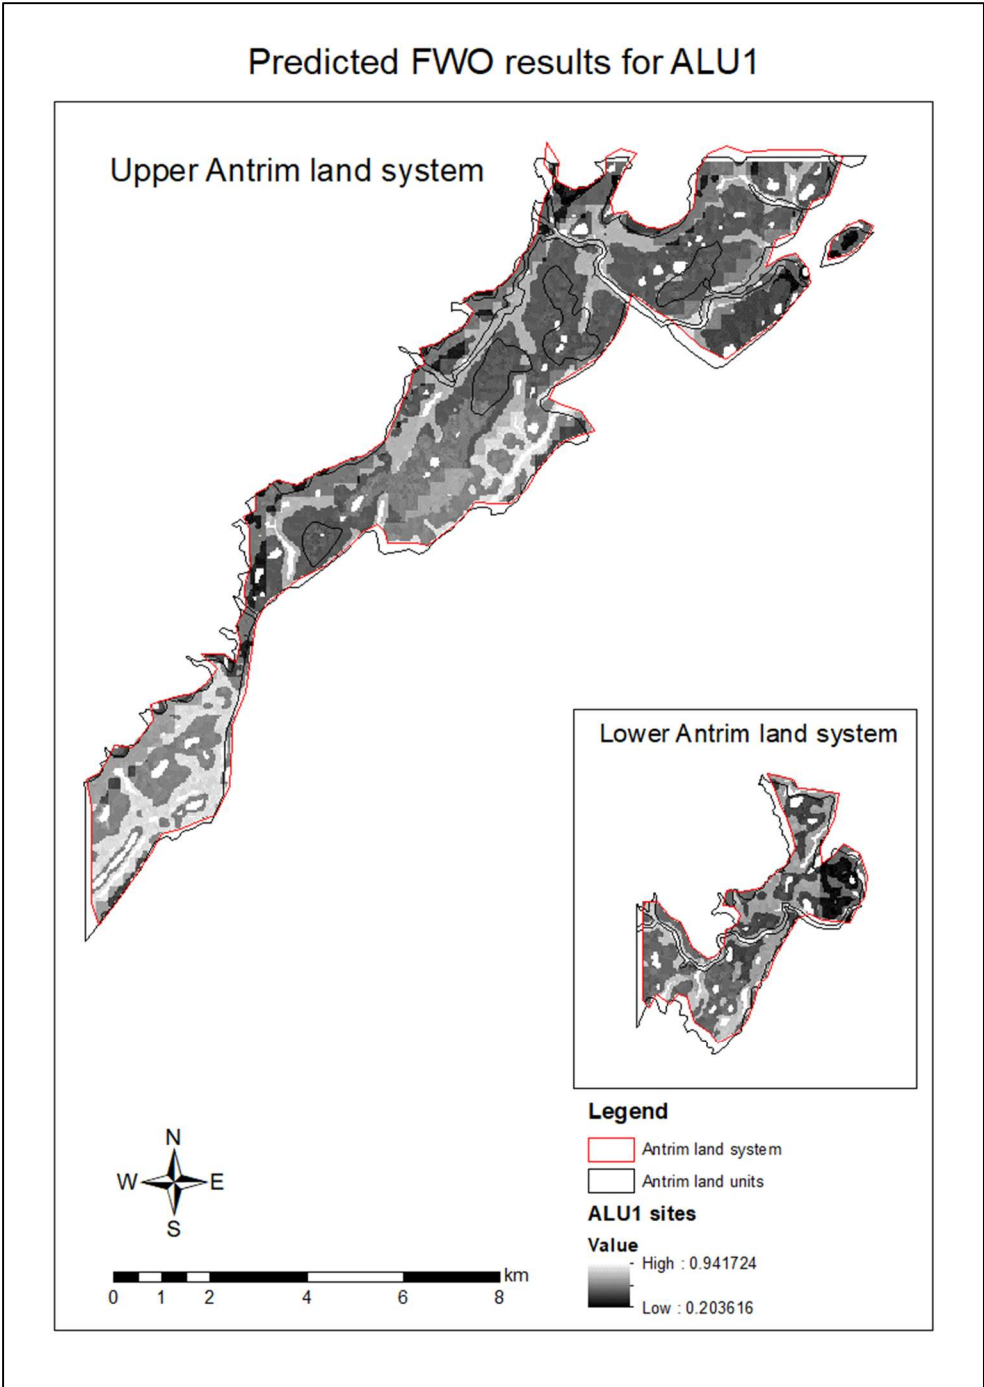 Predicted FWO results for ALU1
Upper Antrim land system
Lower Antrim land system
Legend
Antrim land system
Antrim land units
ALU1 sites
Value
High : 0.941724
Low : 0.203616
N
W E
S
km
0 1 2 4 6 8